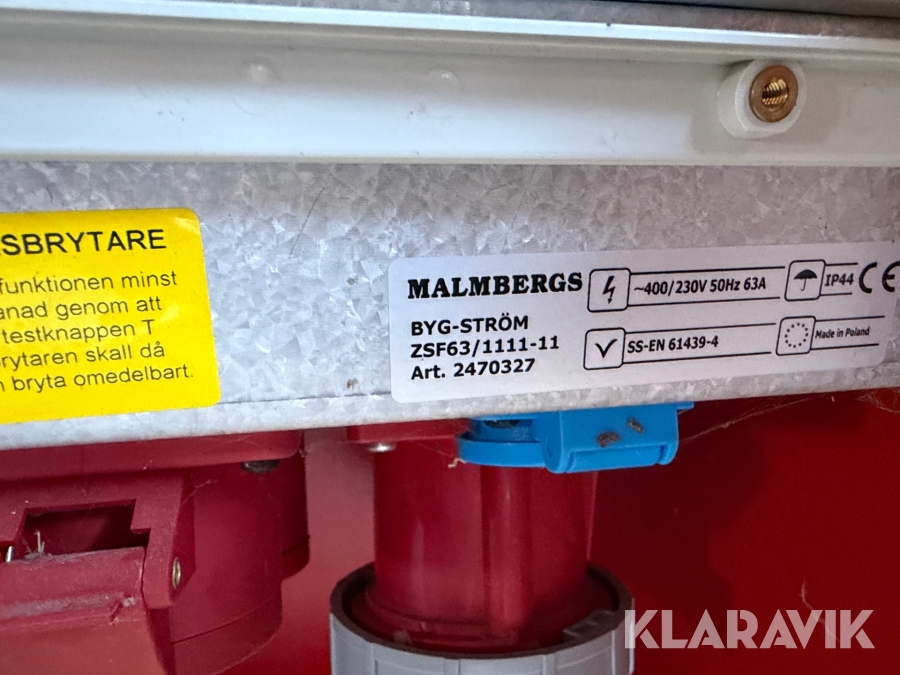 SBRYTARE
funktionen minst
anad genom att
testknappen T
rytaren skall då
bryta omedelbart.
MALMBERGS
BYG-STRÖM
ZSF63/1111-11
Art. 2470327
~400/230V 50Hz 63A
IP44 CE
SS-EN 61439-4
Made in Poland
KLARAVIK